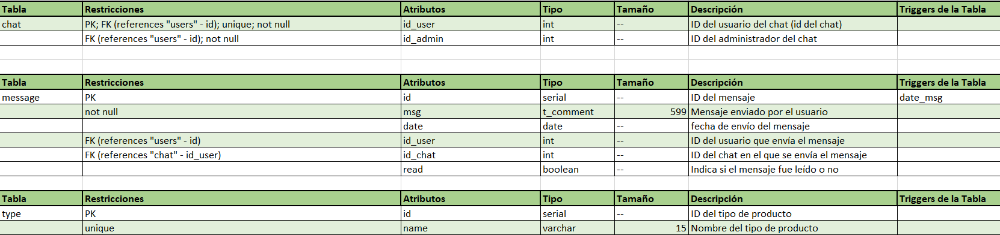 Tabla Restricciones Atributos Tipo Tamaño Descripción Triggers de la Tabla
chat PK; FK (references "users" - id); unique; not null id_user int -- ID del usuario del chat (id del chat)
FK (references "users" - id); not null id_admin int -- ID del administrador del chat
Tabla Restricciones Atributos Tipo Tamaño Descripción Triggers de la Tabla
message PK id serial -- ID del mensaje date_msg
not null msg t_comment 599 Mensaje enviado por el usuario
date date -- fecha de envío del mensaje
FK (references "users" - id) id_user int -- ID del usuario que envía el mensaje
FK (references "chat" - id_user) id_chat int -- ID del chat en el que se envía el mensaje
read boolean -- Indica si el mensaje fue leído o no
Tabla Restricciones Atributos Tipo Tamaño Descripción Triggers de la Tabla
type PK id serial -- ID del tipo de producto
unique name varchar 15 Nombre del tipo de producto